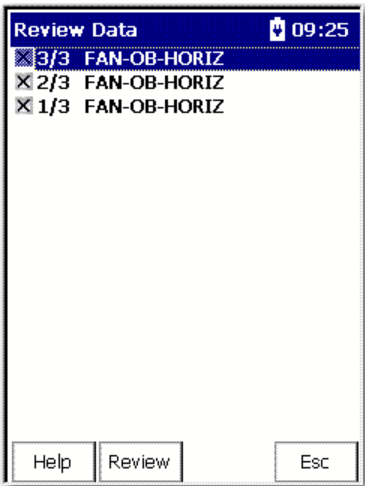 Review Data 09:25
3/3 FAN-OB-HORIZ
2/3 FAN-OB-HORIZ
1/3 FAN-OB-HORIZ
Help Review Esc